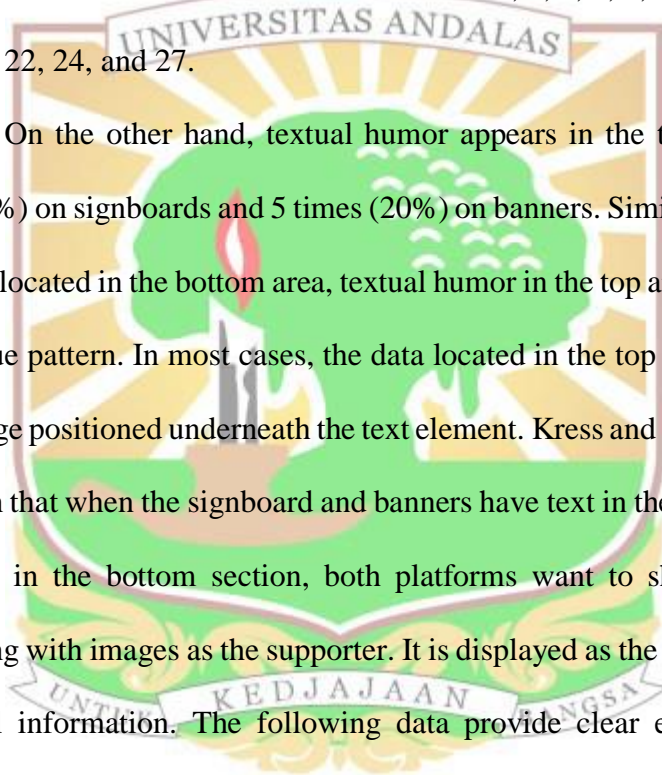 UNIVERSITAS ANDALAS
22, 24, and 27.
On the other hand, textual humor appears in the t
%) on signboards and 5 times (20%) on banners. Simi
located in the bottom area, textual humor in the top a
ue pattern. In most cases, the data located in the top
ge positioned underneath the text element. Kress and
n that when the signboard and banners have text in the
in the bottom section, both platforms want to sh
ng with images as the supporter. It is displayed as the
UNTUK KEDJAJAAN BANGSA
information. The following data provide clear e